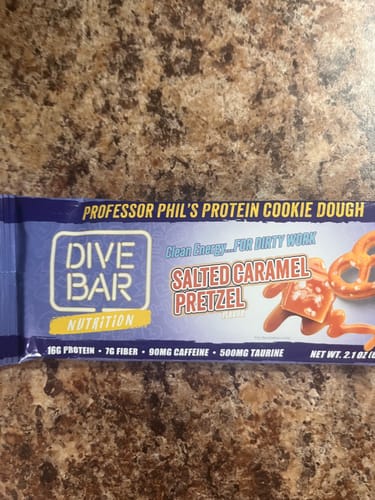 PROFESSOR PHIL'S PROTEIN COOKIE DOUGH
DIVE
BAR
NUTRITION
Clean Energy...FOR DIRTY WORK
SALTED CARAMEL
PRETZEL
FLAVOR
16G PROTEIN • 7G FIBER • 90MG CAFFEINE • 500MG TAURINE
NET WT. 2.1 OZ (